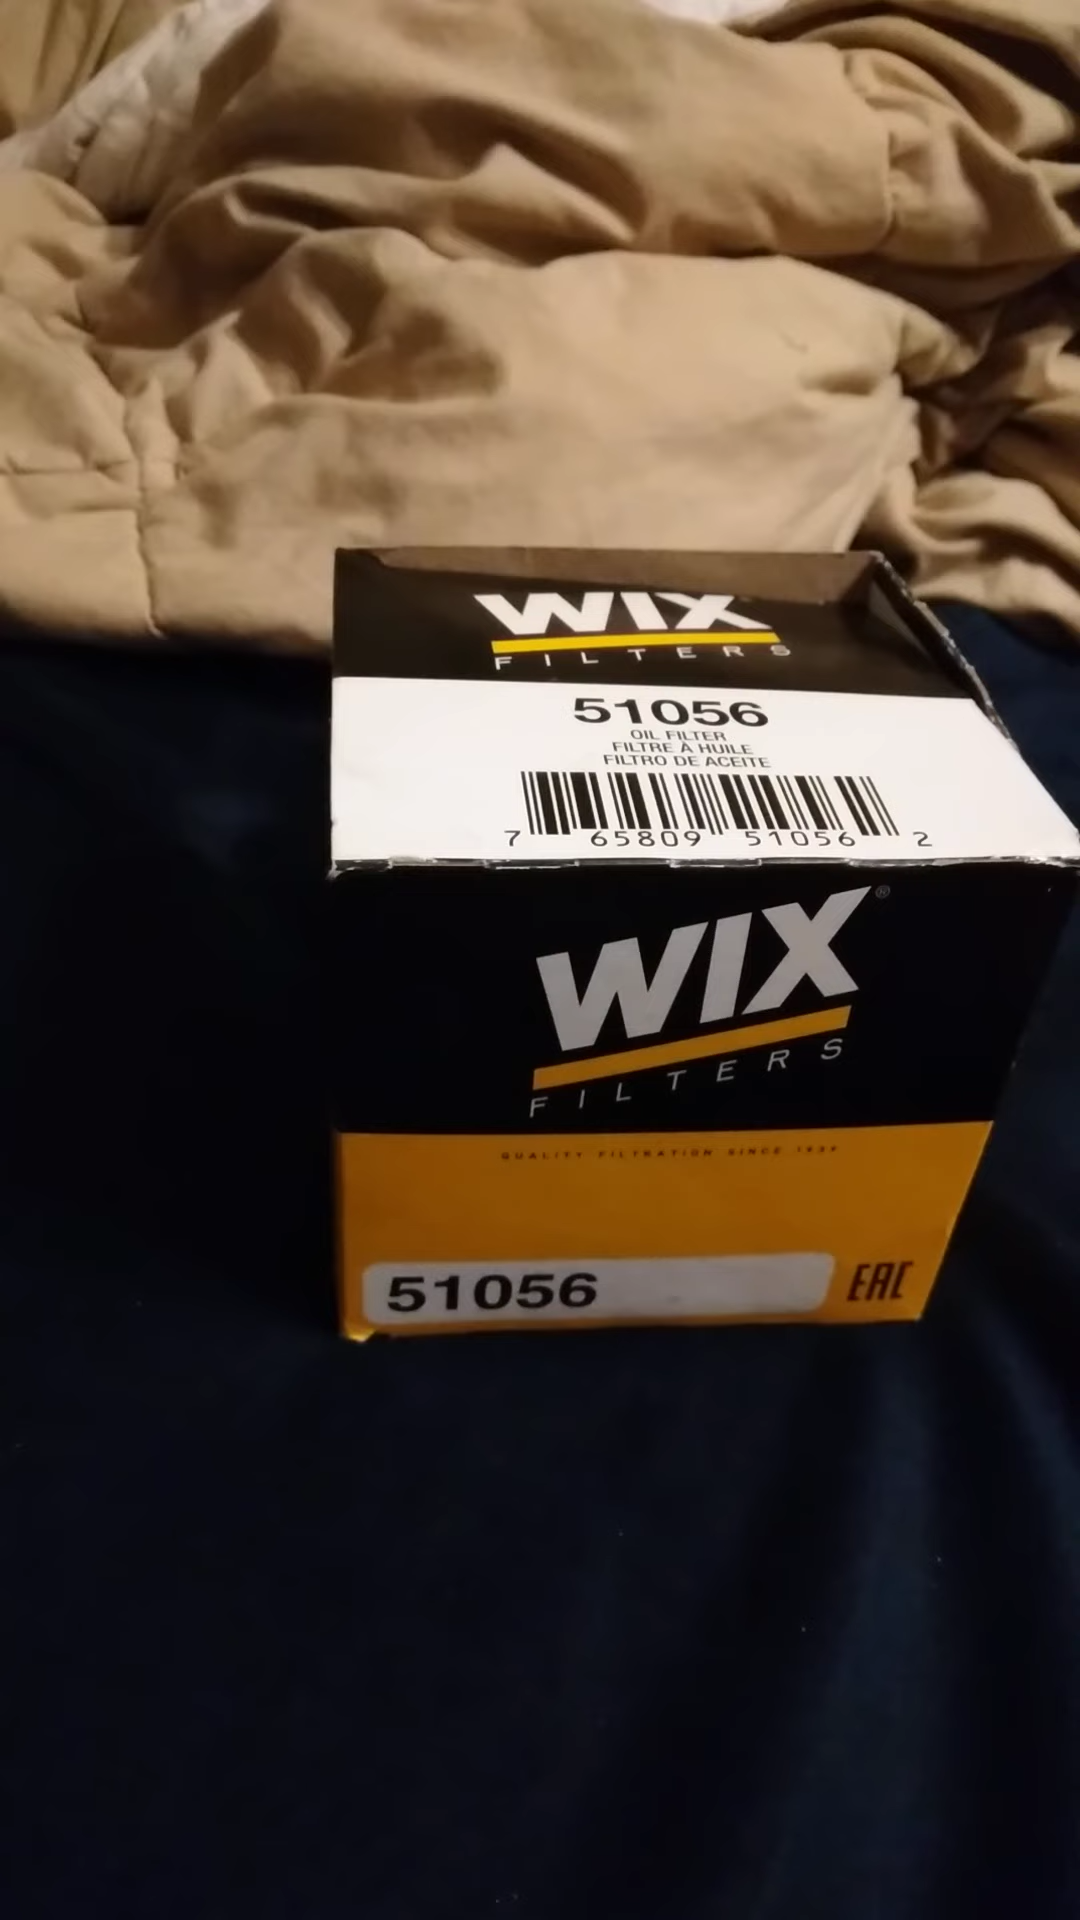 WIX
FILTERS
51056
OIL FILTER
FILTRE À HUILE
FILTRO DE ACEITE
7 65809 51056 2
WIX®
FILTERS
QUALITY FILTRATION SINCE 1939
51056
EAC